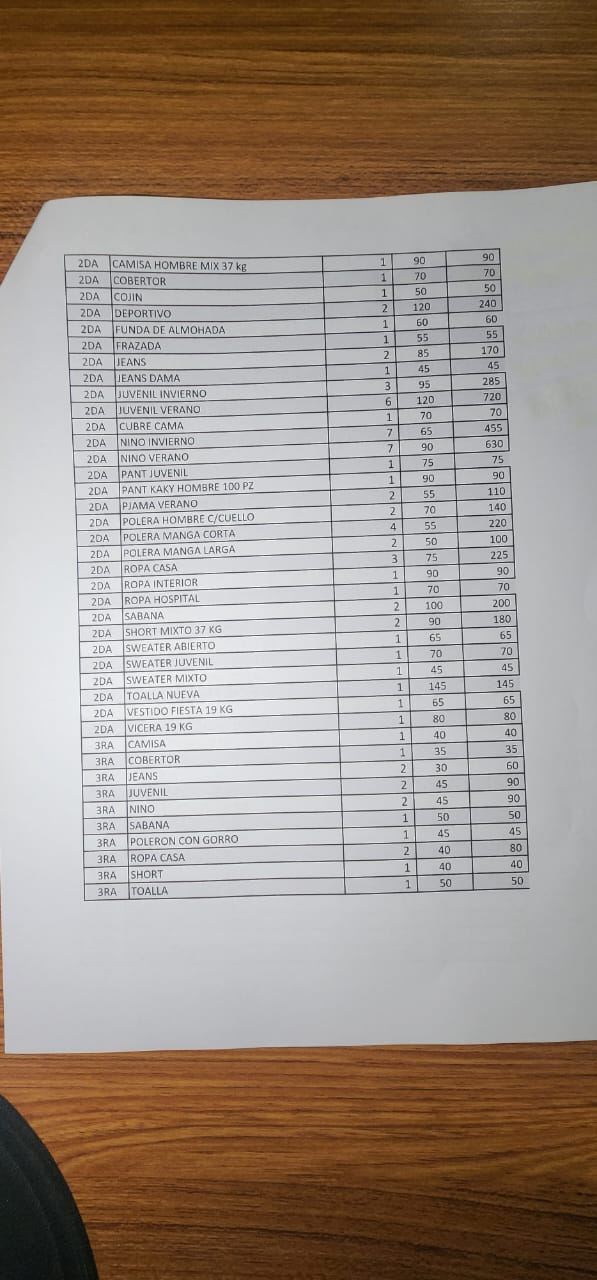 2DA CAMISA HOMBRE MIX 37 kg 1 90 90
2DA COBERTOR 1 70 70
2DA COJIN 1 50 50
2DA DEPORTIVO 2 120 240
2DA FUNDA DE ALMOHADA 1 60 60
2DA FRAZADA 1 55 55
2DA JEANS 2 85 170
2DA JEANS DAMA 1 45 45
2DA JUVENIL INVIERNO 3 95 285
2DA JUVENIL VERANO 6 120 720
2DA CUBRE CAMA 1 70 70
2DA NINO INVIERNO 7 65 455
2DA NINO VERANO 7 90 630
2DA PANT JUVENIL 1 75 75
2DA PANT KAKY HOMBRE 100 PZ 1 90 90
2DA PJAMA VERANO 2 55 110
2DA POLERA HOMBRE C/CUELLO 2 70 140
2DA POLERA MANGA CORTA 4 55 220
2DA POLERA MANGA LARGA 2 50 100
2DA ROPA CASA 3 75 225
2DA ROPA INTERIOR 1 90 90
2DA ROPA HOSPITAL 1 70 70
2DA SABANA 2 100 200
2DA SHORT MIXTO 37 KG 2 90 180
2DA SWEATER ABIERTO 1 65 65
2DA SWEATER JUVENIL 1 70 70
2DA SWEATER MIXTO 1 45 45
2DA TOALLA NUEVA 1 145 145
2DA VESTIDO FIESTA 19 KG 1 65 65
2DA VICERA 19 KG 1 80 80
3RA CAMISA 1 40 40
3RA COBERTOR 1 35 35
3RA JEANS 2 30 60
3RA JUVENIL 2 45 90
3RA NINO 2 45 90
3RA SABANA 1 50 50
3RA POLERON CON GORRO 1 45 45
3RA ROPA CASA 2 40 80
3RA SHORT 1 40 40
3RA TOALLA 1 50 50